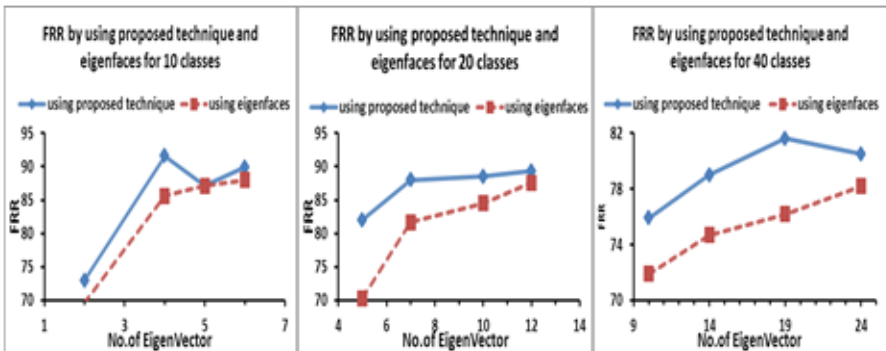 FRR by using proposed technique and
eigenfaces for 10 classes
using proposed technique
using eigenfaces
95
90
85
80
75
70
FRR
1
3
5
7
No.of EigenVector
FRR by using proposed technique and
eigenfaces for 20 classes
using proposed technique
using eigenfaces
95
90
85
80
75
70
FRR
4
6
8
10
12
14
No.of EigenVector
FRR by using proposed technique and
eigenfaces for 40 classes
using proposed technique
using eigenfaces
82
78
74
70
FRR
9
14
19
24
No.of EigenVector